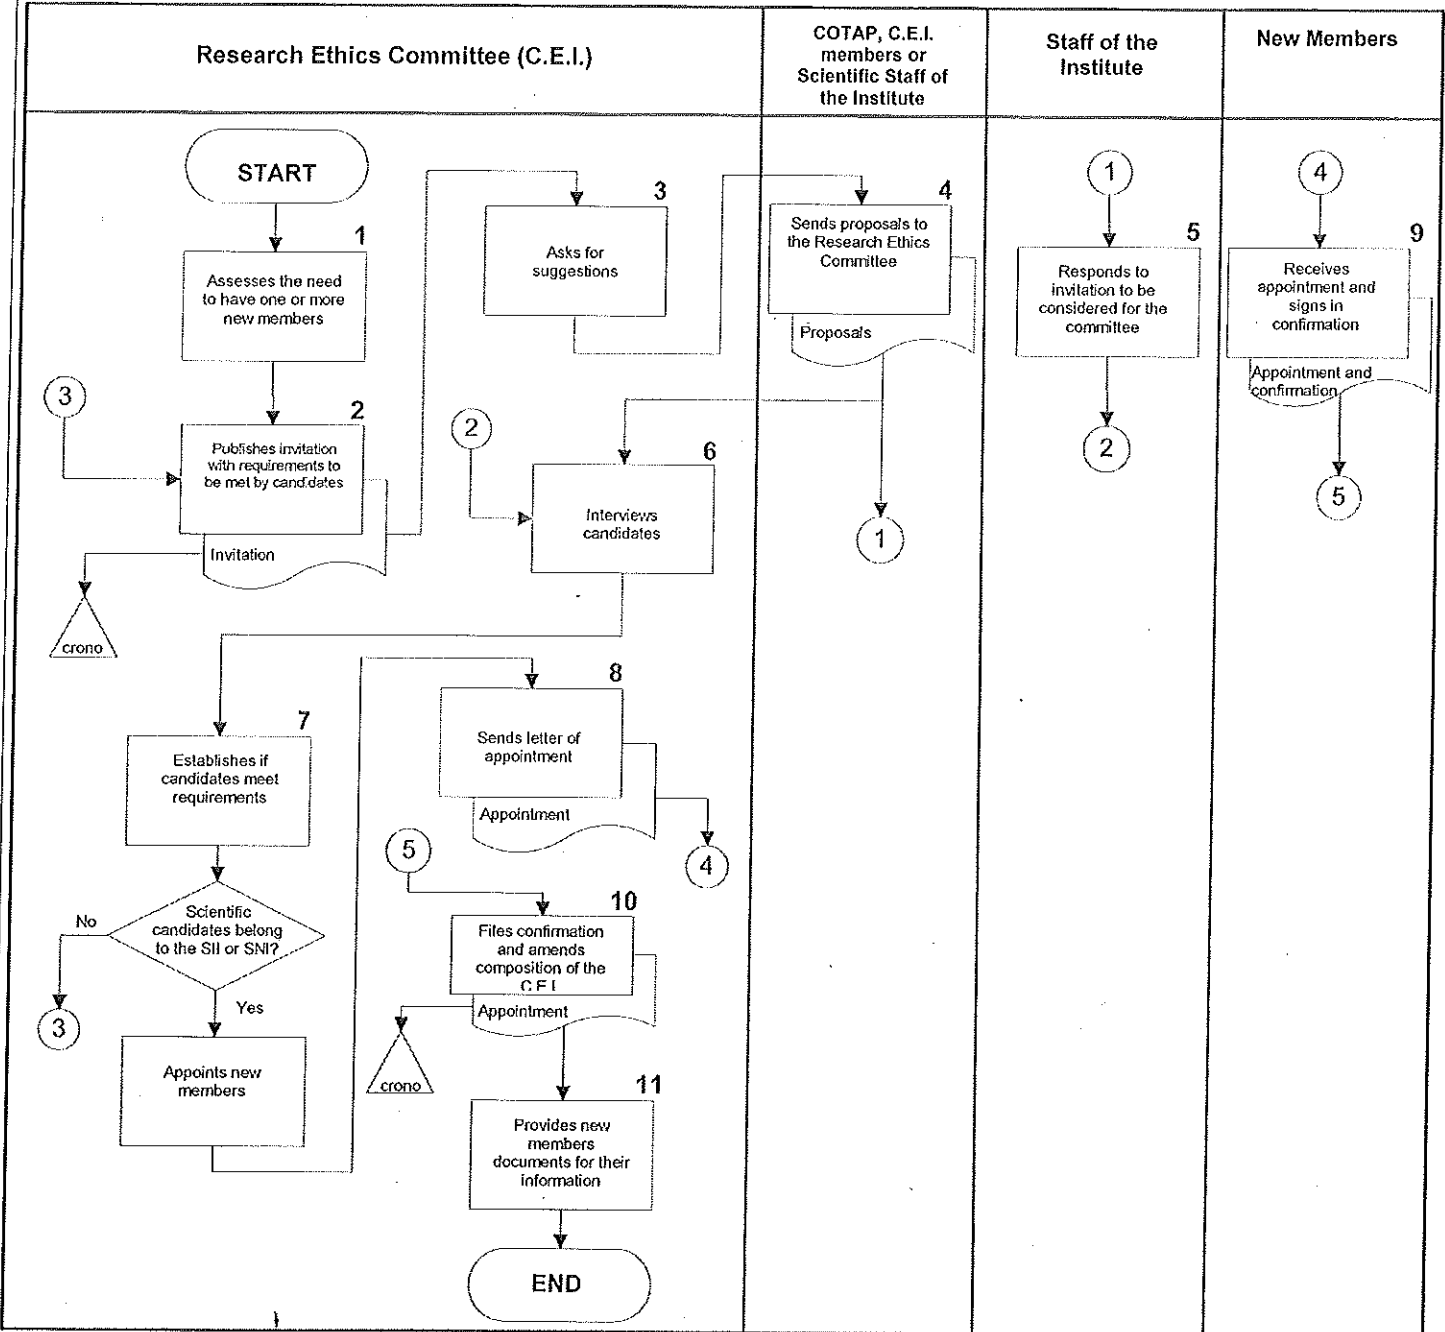 Research Ethics Committee (C.E.I.)
COTAP, C.E.I.
members or
Scientific Staff of
the Institute
Staff of the
Institute
New Members
START
1
Assesses the need
to have one or more
new members
3
2
Publishes invitation
with requirements to
be met by candidates
Invitation
crono
3
Asks for
suggestions
4
Sends proposals to
the Research Ethics
Committee
Proposals
1
1
5
Responds to
invitation to be
considered for the
committee
2
4
9
Receives
appointment and
signs in
confirmation
Appointment and
confirmation
5
2
6
Interviews
candidates
7
Establishes if
candidates meet
requirements
Scientific
candidates belong
to the SII or SNI?
No
3
Yes
Appoints new
members
8
Sends letter of
appointment
Appointment
4
5
10
Files confirmation
and amends
composition of the
C.E.I.
Appointment
crono
11
Provides new
members
documents for their
information
END